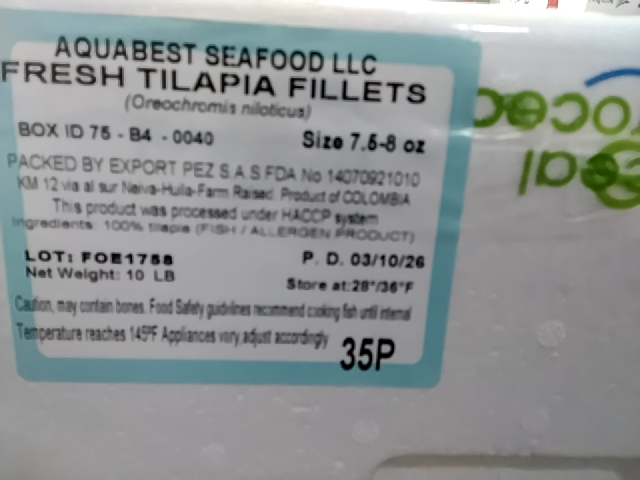 AQUABEST SEAFOOD LLC
FRESH TILAPIA FILLETS
(Oreochromis niloticus)
BOX ID 75 - B4 - 0040
Size 7.5-8 oz
PACKED BY EXPORT PEZ S.A.S FDA No 14070921010
KM 12 via al sur Neiva-Huila-Farm Raised. Product of COLOMBIA
This product was processed under HACCP system
Ingredients: 100% tilapia (FISH / ALLERGEN PRODUCT)
LOT: FOE1758
P. D. 03/10/26
Net Weight: 10 LB
Store at:28°/36°F
Caution, may contain bones. Food Safety guidelines recommend cooking fish until internal
Temperature reaches 145ºF Appliances vary,adjust accordingly
35P